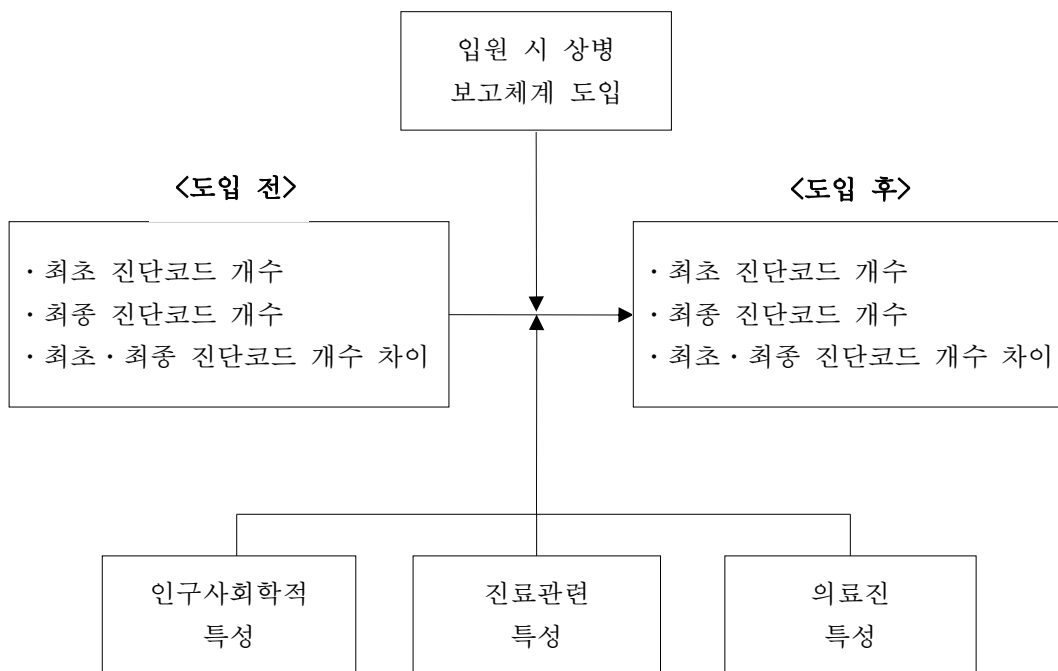 입원 시 상병
보고체계 도입
<도입 전>
<도입 후>
· 최초 진단코드 개수
· 최종 진단코드 개수
· 최초 · 최종 진단코드 개수 차이
· 최초 진단코드 개수
· 최종 진단코드 개수
· 최초 · 최종 진단코드 개수 차이
인구사회학적
특성
진료관련
특성
의료진
특성